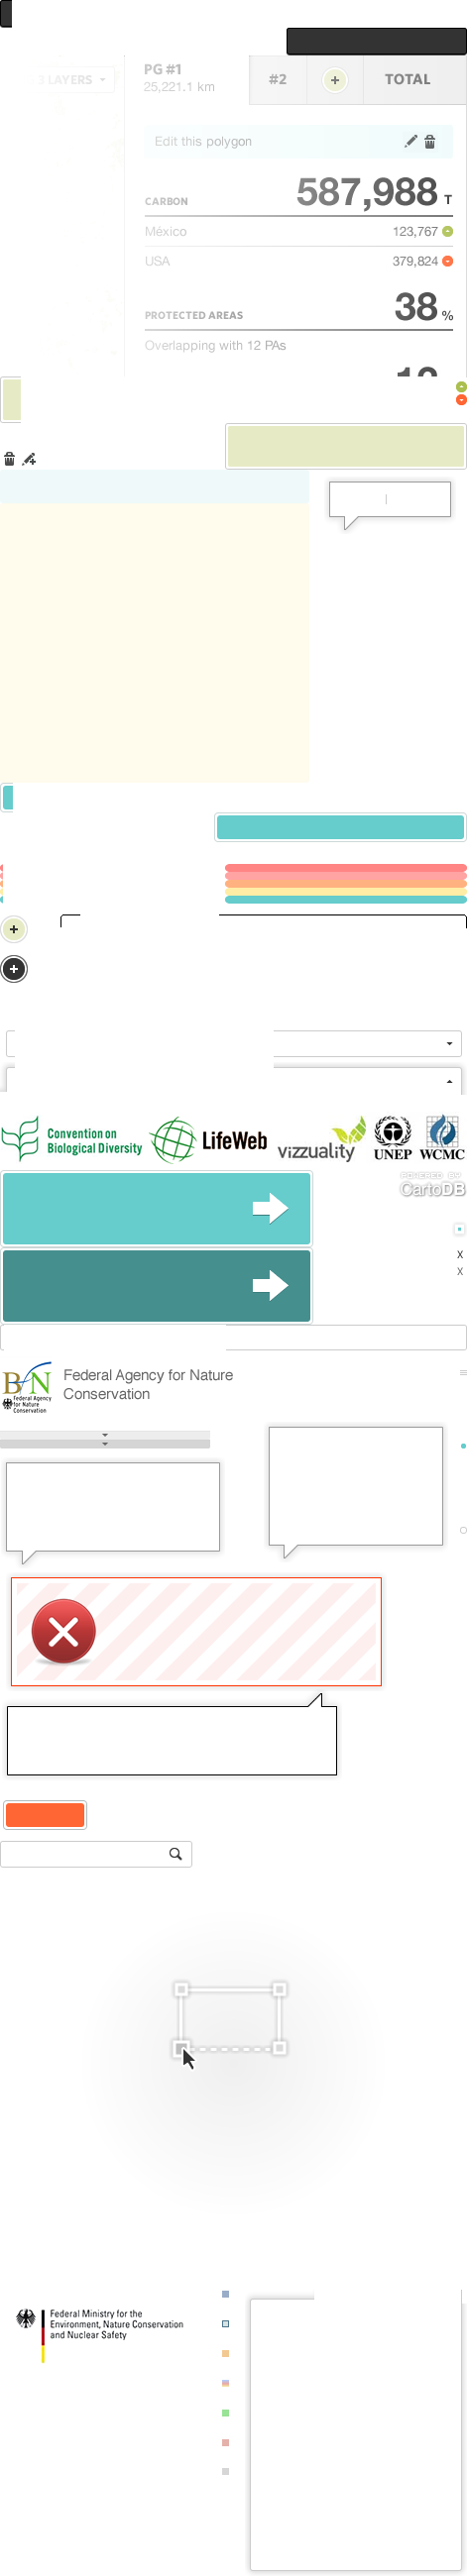 LAYERS
PG #1
25,221.1 km
#2
TOTAL
Edit this polygon
CARBON
587,988 T
México
123,767
USA
379,824
PROTECTED AREAS
38 %
Overlapping with 12 PAs
Convention on
Biological Diversity
LifeWeb
vizzuality
UNEP
WCMC
POWERED BY
CartoDB
X
X
BfN
Federal Agency
for Nature
Conservation
Federal Agency for Nature
Conservation
Federal Ministry for the
Environment, Nature Conservation
and Nuclear Safety